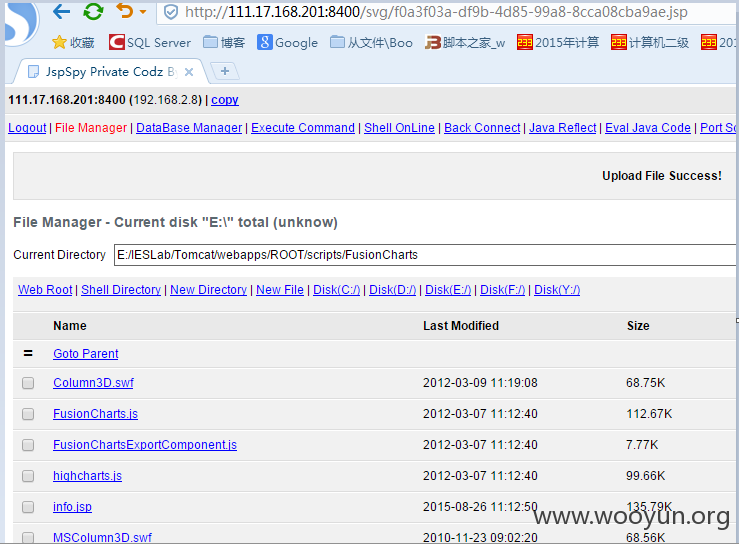 http://111.17.168.201:8400/svg/f0a3f03a-df9b-4d85-99a8-8cca08cba9ae.jsp
收藏 SQL Server 博客 Google 从文件\Boo 脚本之家_w 2015年计算 计算机二级 233
JspSpy Private Codz B
111.17.168.201:8400 (192.168.2.8) | copy
Logout | File Manager | DataBase Manager | Execute Command | Shell OnLine | Back Connect | Java Reflect | Eval Java Code | Port Sc
Upload File Success!
File Manager - Current disk "E:\" total (unknow)
Current Directory E:/IESLab/Tomcat/webapps/ROOT/scripts/FusionCharts
Web Root | Shell Directory | New Directory | New File | Disk(C:/) | Disk(D:/) | Disk(E:/) | Disk(F:/) | Disk(Y:/)
Name Last Modified Size
= Goto Parent
Column3D.swf 2012-03-09 11:19:08 68.75K
FusionCharts.js 2012-03-07 11:12:40 112.67K
FusionChartsExportComponent.js 2012-03-07 11:12:40 7.77K
highcharts.js 2012-03-07 11:12:40 99.66K
info.jsp 2015-08-26 11:12:50 135.79K
www.wooyun.org
MSColumn3D.swf 2010-11-23 09:02:20 68.56K